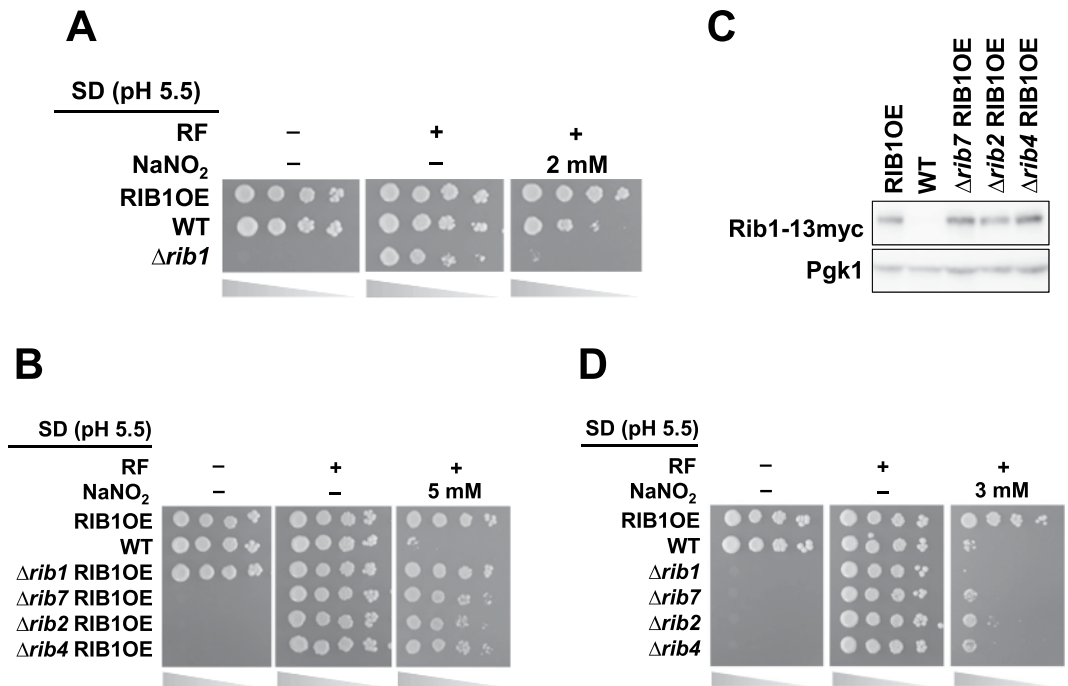 A
SD (pH 5.5)
RF – + +
NaNO₂ – – 2 mM
RIB1OE
WT
Δrib1
C
RIB1OE
WT
Δrib7 RIB1OE
Δrib2 RIB1OE
Δrib4 RIB1OE
Rib1-13myc
Pgk1
B
SD (pH 5.5)
RF – + +
NaNO₂ – – 5 mM
RIB1OE
WT
Δrib1 RIB1OE
Δrib7 RIB1OE
Δrib2 RIB1OE
Δrib4 RIB1OE
D
SD (pH 5.5)
RF – + +
NaNO₂ – – 3 mM
RIB1OE
WT
Δrib1
Δrib7
Δrib2
Δrib4